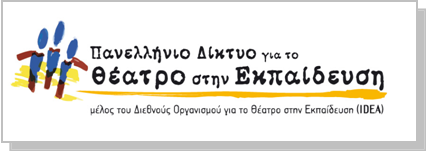 Πανελλήνιο Δίκτυο για το
Θέατρο στην Εκπαίδευση
μέλος του Διεθνούς Οργανισμού για το Θέατρο στην Εκπαίδευση (IDEA)